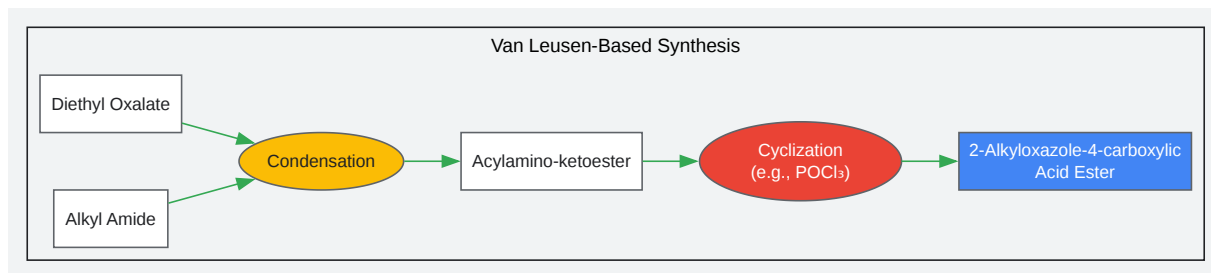 Van Leusen-Based Synthesis
Diethyl Oxalate
Alkyl Amide
Condensation
Acylamino-ketoester
Cyclization
(e.g., POCl₃)
2-Alkyloxazole-4-carboxylic
Acid Ester